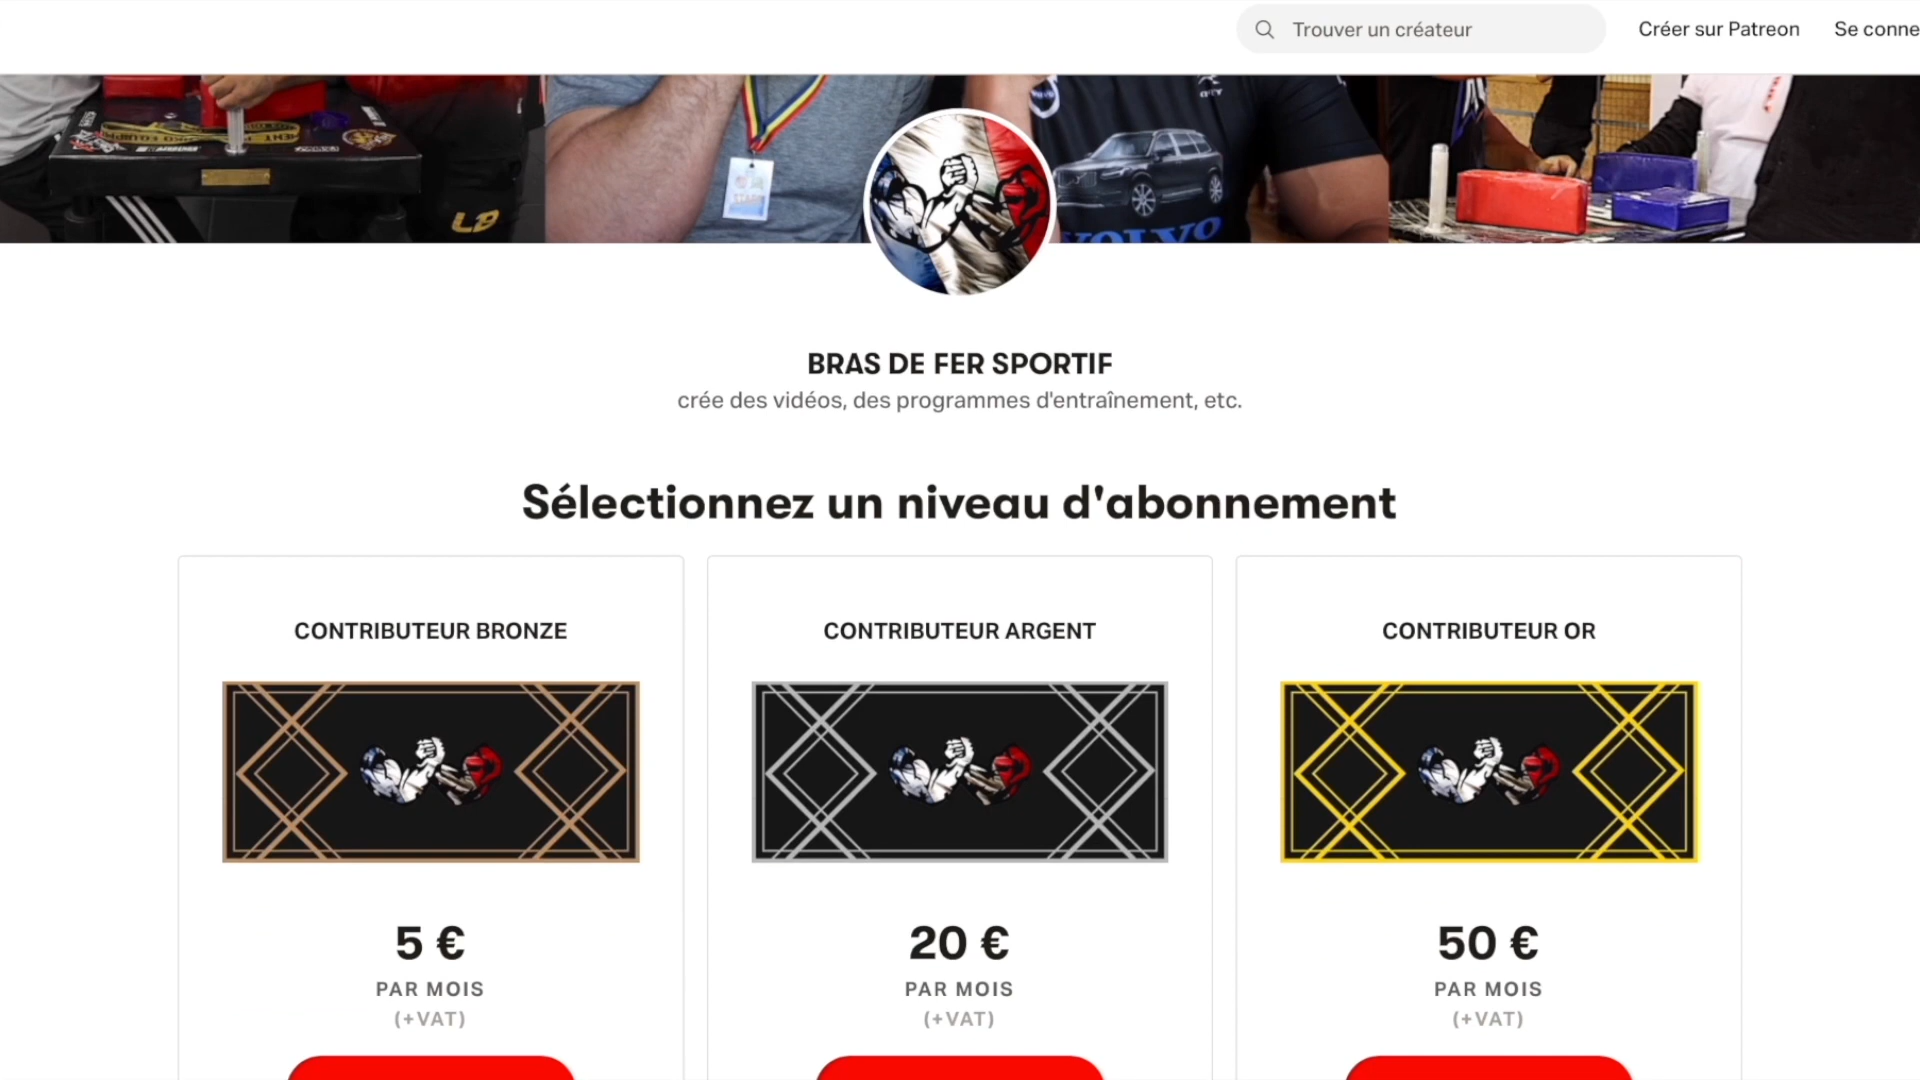 Trouver un créateur
Créer sur Patreon
Se conne
VOLVO
BRAS DE FER SPORTIF
crée des vidéos, des programmes d'entraînement, etc.
Sélectionnez un niveau d'abonnement
CONTRIBUTEUR BRONZE
CONTRIBUTEUR ARGENT
CONTRIBUTEUR OR
5 €
20 €
50 €
PAR MOIS
PAR MOIS
PAR MOIS
(+VAT)
(+VAT)
(+VAT)